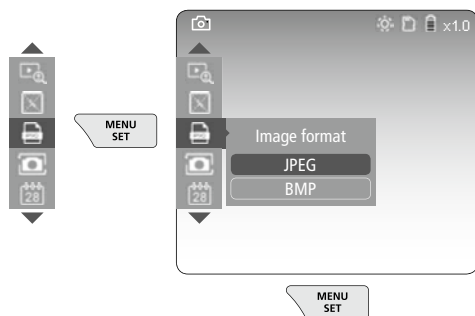 x1.0
MENU
SET
Image format
JPEG
BMP
28
28
MENU
SET